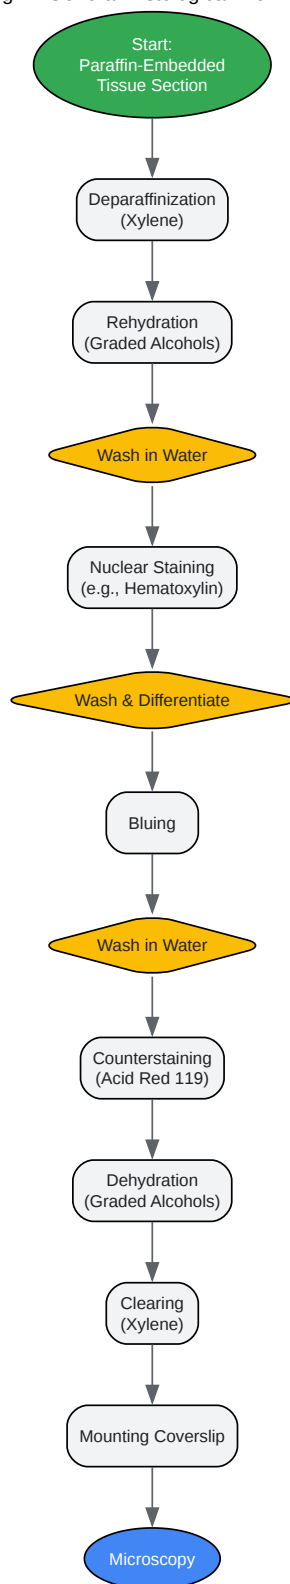 Start:
Paraffin-Embedded
Tissue Section
Deparaffinization
(Xylene)
Rehydration
(Graded Alcohols)
Wash in Water
Nuclear Staining
(e.g., Hematoxylin)
Wash & Differentiate
Bluing
Wash in Water
Counterstaining
(Acid Red 119)
Dehydration
(Graded Alcohols)
Clearing
(Xylene)
Mounting Coverslip
Microscopy